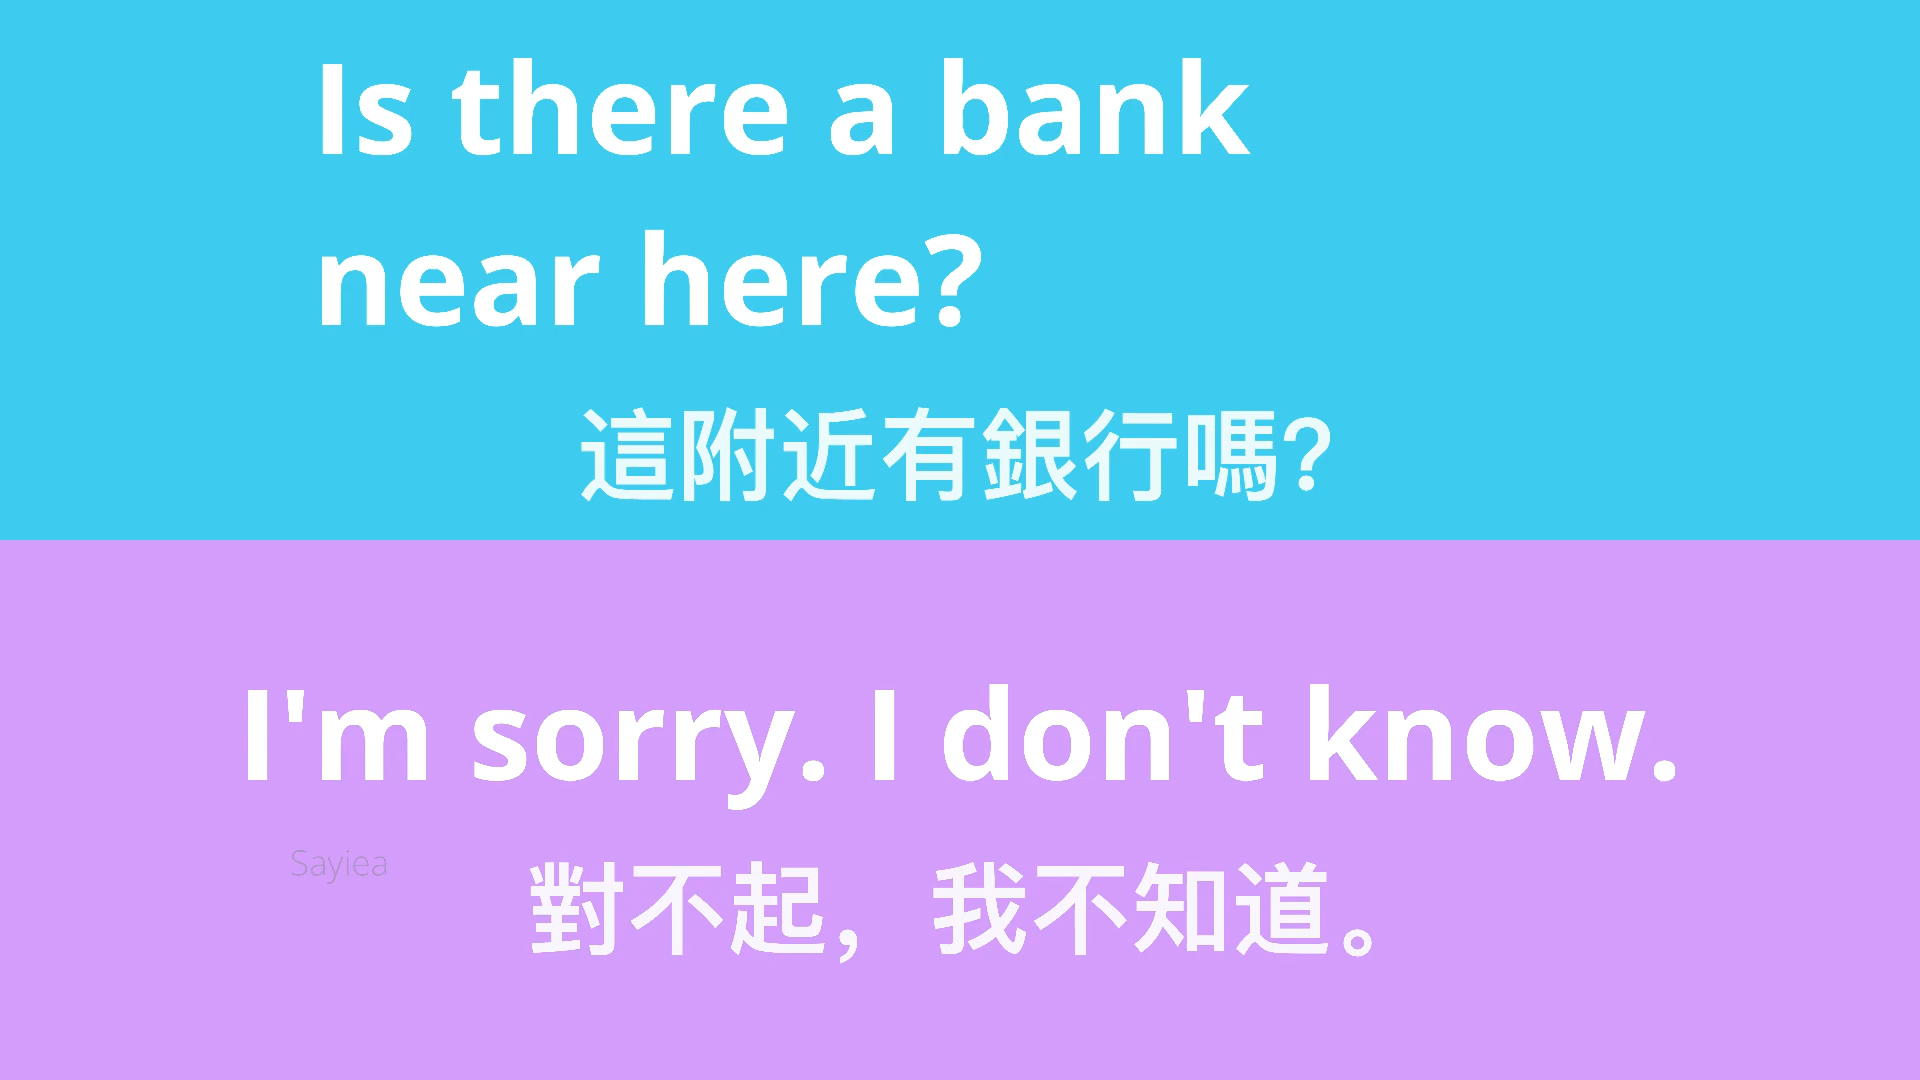 Is there a bank
near here?
這附近有銀行嗎？
I'm sorry. I don't know.
Sayiea
對不起，我不知道。